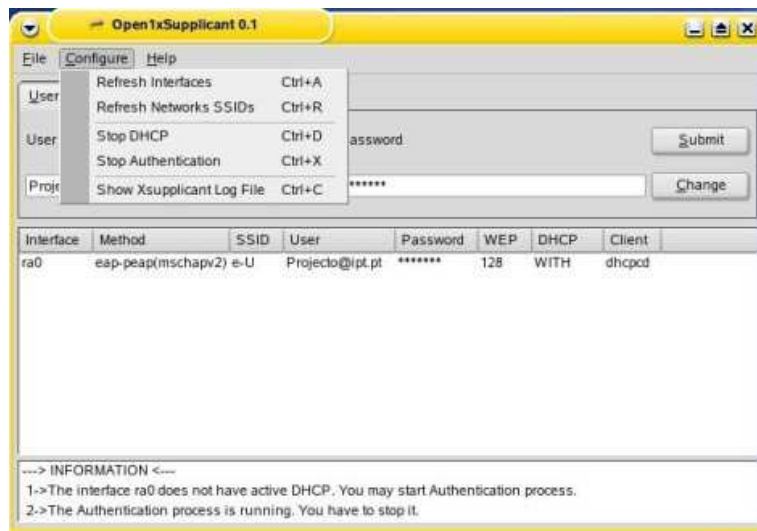 Open1xSupplicant 0.1
File Configure Help
Refresh Interfaces Ctrl+A
User
Refresh Networks SSIDs Ctrl+R
User Stop DHCP Ctrl+D assword Submit
Stop Authentication Ctrl+X
Proje Show Xsupplicant Log File Ctrl+C ****** Change
Interface Method SSID User Password WEP DHCP Client
ra0 eap-peap(mschapv2) e-U Projecto@ipt.pt ******* 128 WITH dhcpcd
---> INFORMATION <---
1->The interface ra0 does not have active DHCP. You may start Authentication process.
2->The Authentication process is running. You have to stop it.